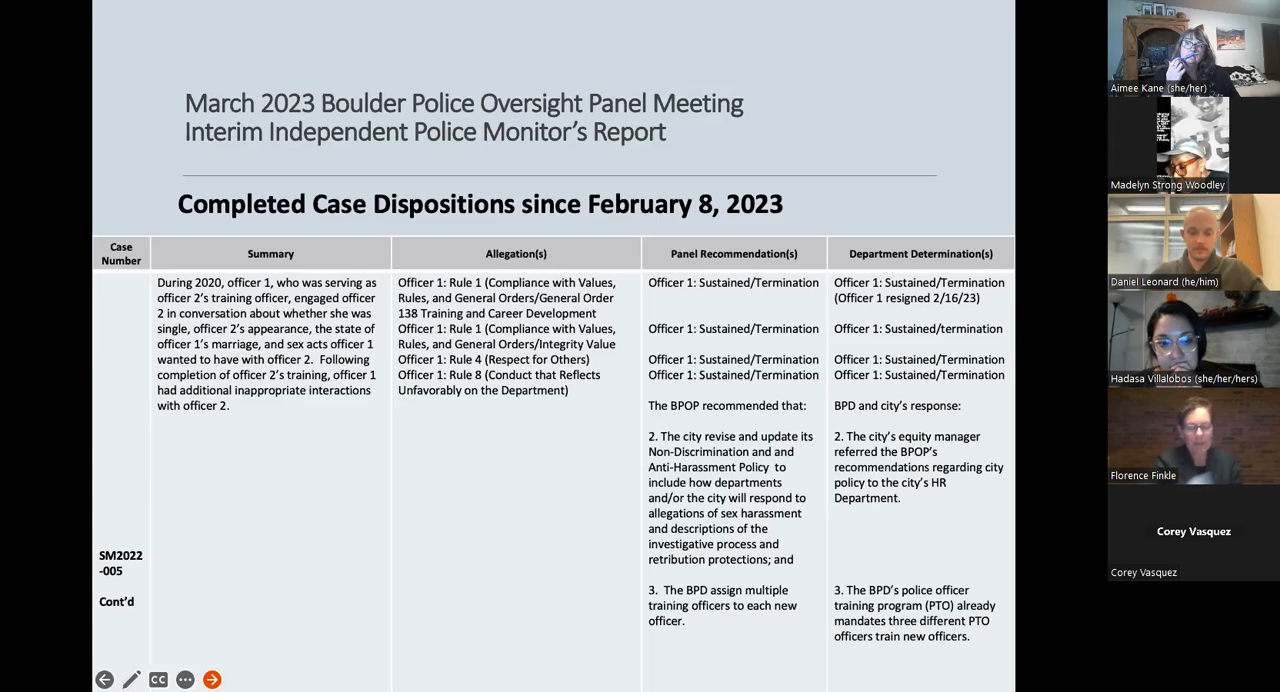 March 2023 Boulder Police Oversight Panel Meeting
Interim Independent Police Monitor's Report
Completed Case Dispositions since February 8, 2023
Case
Number
Summary
Allegation(s)
Panel Recommendation(s)
Department Determination(s)
SM2022
-005
Cont'd
During 2020, officer 1, who was serving as
officer 2's training officer, engaged officer
2 in conversation about whether she was
single, officer 2's appearance, the state of
officer 1's marriage, and sex acts officer 1
wanted to have with officer 2. Following
completion of officer 2's training, officer 1
had additional inappropriate interactions
with officer 2.
Officer 1: Rule 1 (Compliance with Values,
Rules, and General Orders/General Order
138 Training and Career Development
Officer 1: Rule 1 (Compliance with Values,
Rules, and General Orders/Integrity Value
Officer 1: Rule 4 (Respect for Others)
Officer 1: Rule 8 (Conduct that Reflects
Unfavorably on the Department)
Officer 1: Sustained/Termination
Officer 1: Sustained/Termination
Officer 1: Sustained/Termination
Officer 1: Sustained/Termination
The BPOP recommended that:
2. The city revise and update its
Non-Discrimination and and
Anti-Harassment Policy to
include how departments
and/or the city will respond to
allegations of sex harassment
and descriptions of the
investigative process and
retribution protections; and
3. The BPD assign multiple
training officers to each new
officer.
Officer 1: Sustained/Termination
(Officer 1 resigned 2/16/23)
Officer 1: Sustained/termination
Officer 1: Sustained/Termination
Officer 1: Sustained/Termination
BPD and city's response:
2. The city's equity manager
referred the BPOP's
recommendations regarding city
policy to the city's HR
Department.
3. The BPD's police officer
training program (PTO) already
mandates three different PTO
officers train new officers.
CC
Aimee Kane (she/her)
Madelyn Strong Woodley
Daniel Leonard (he/him)
Hadasa Villalobos (she/her/hers)
Florence Finkle
Corey Vasquez
Corey Vasquez